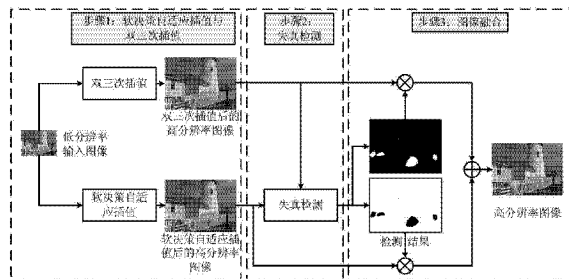 步骤1：软决策自适应插值与
双三次插值
步骤2：
失真检测
步骤3：图像融合
双三次插值
双三次插值后的
高分辨率图像
低分辨率
输入图像
软决策自适
应插值
软决策自适应插
值后的高分辨率
图像
失真检测
检测 结果
高分辨率图像